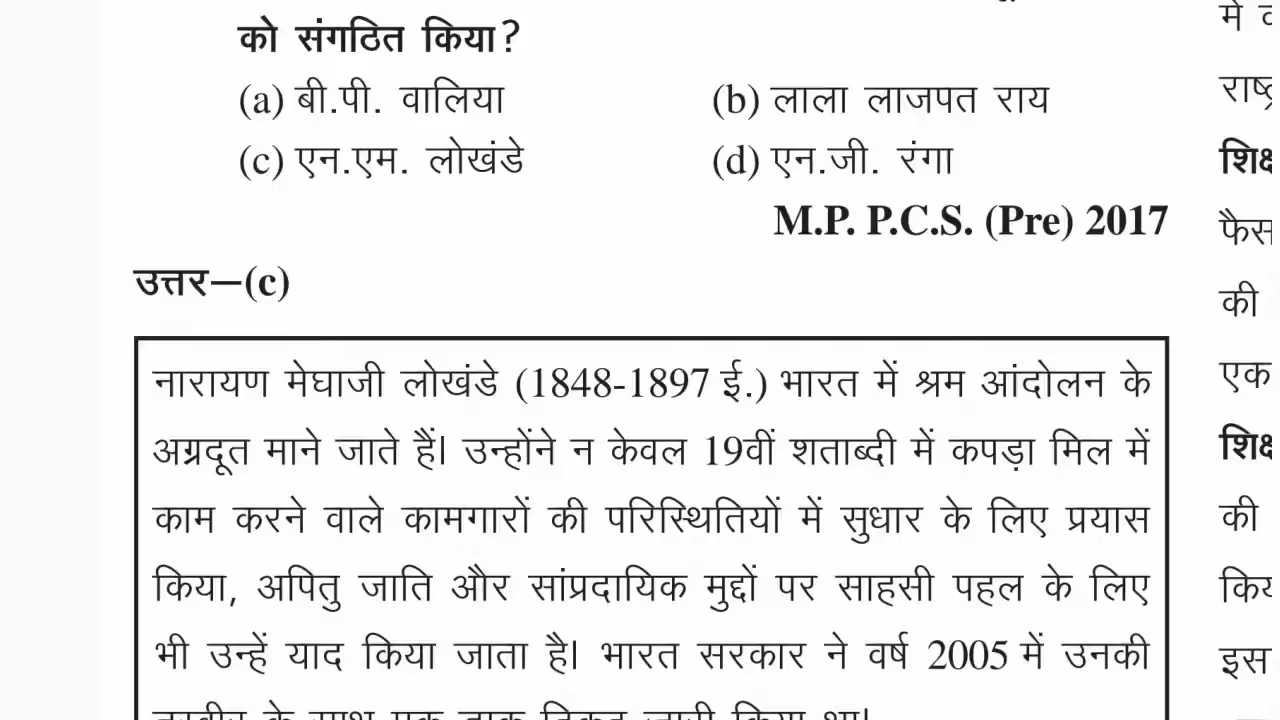 को संगठित किया?
(a) बी.पी. वालिया
(b) लाला लाजपत राय
(c) एन.एम. लोखंडे
(d) एन.जी. रंगा
M.P. P.C.S. (Pre) 2017
उत्तर–(c)
नारायण मेघाजी लोखंडे (1848-1897 ई.) भारत में श्रम आंदोलन के
अग्रदूत माने जाते हैं। उन्होंने न केवल 19वीं शताब्दी में कपड़ा मिल में
काम करने वाले कामगारों की परिस्थितियों में सुधार के लिए प्रयास
किया, अपितु जाति और सांप्रदायिक मुद्दों पर साहसी पहल के लिए
भी उन्हें याद किया जाता है। भारत सरकार ने वर्ष 2005 में उनकी
में
की
एक
की
इस